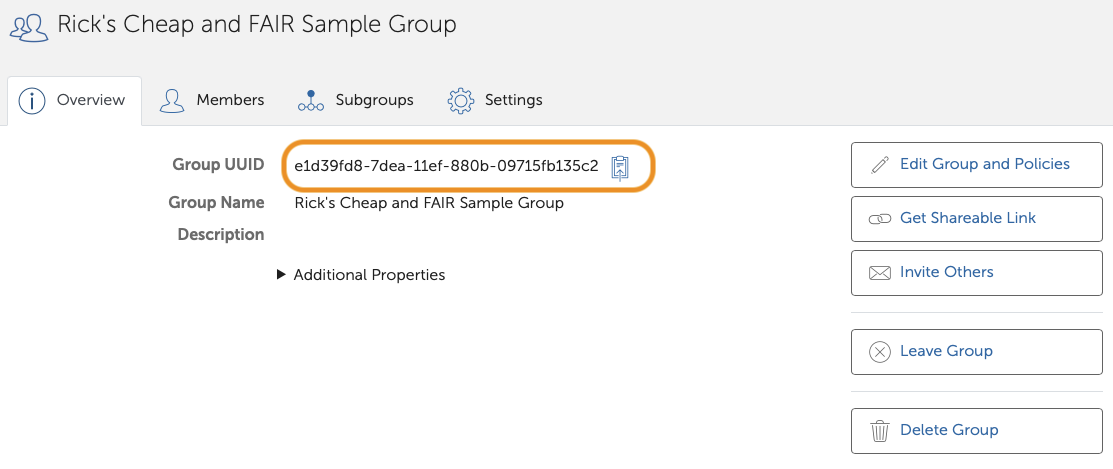 Rick's Cheap and FAIR Sample Group
Overview Members Subgroups Settings
Group UUID e1d39fd8-7dea-11ef-880b-09715fb135c2
Group Name Rick's Cheap and FAIR Sample Group
Description
Additional Properties
Edit Group and Policies
Get Shareable Link
Invite Others
Leave Group
Delete Group